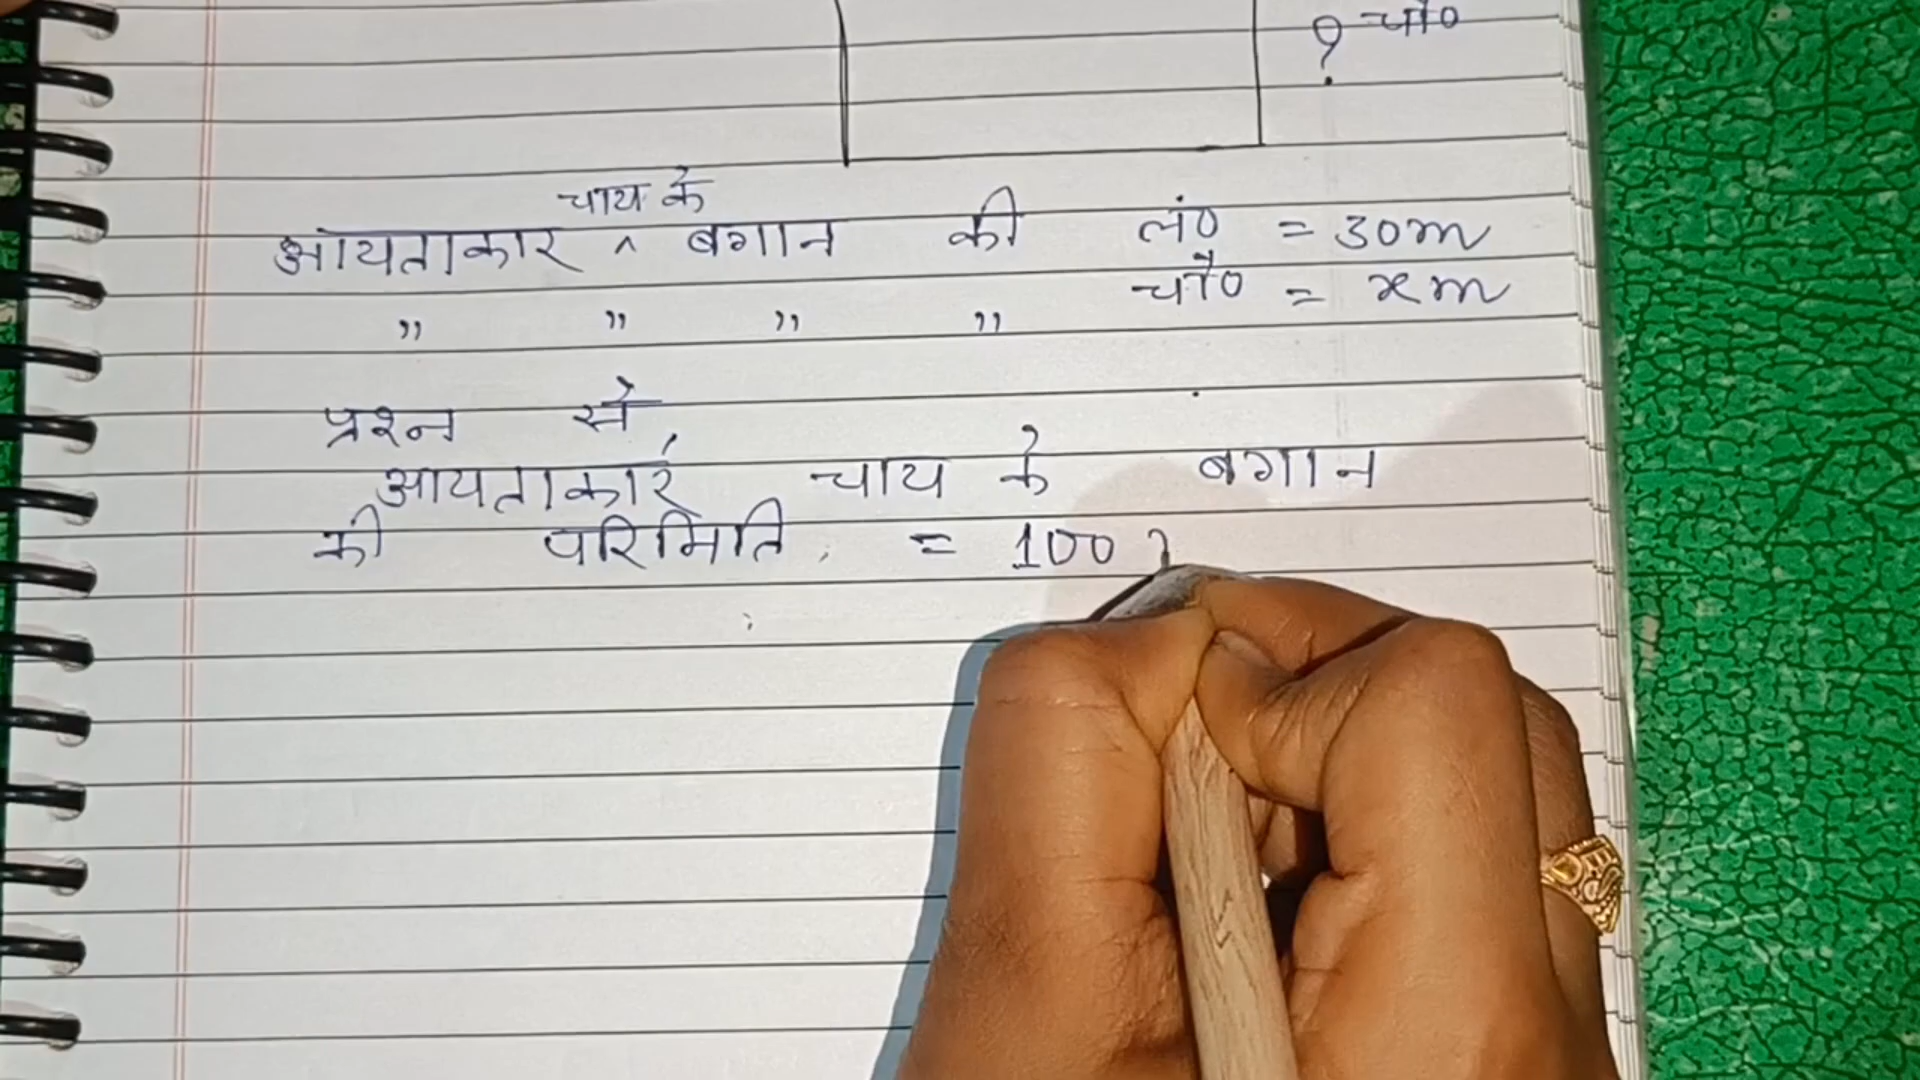 ? चौ०
चाय के
आयताकार ^ बगान की लं० = 30m
" " " " चौ० = xm
प्रश्न से
आयताकार चाय के बगान
की परिमिति = 100